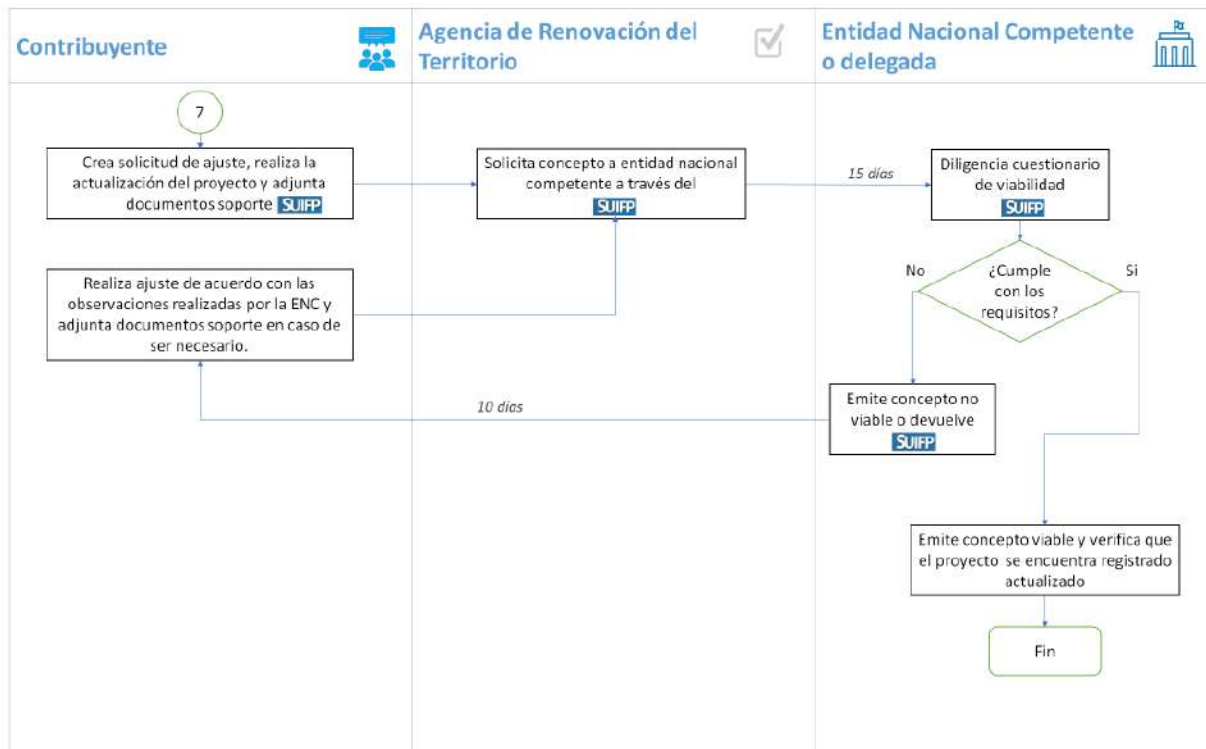 Contribuyente
Agencia de Renovación del
Territorio
Entidad Nacional Competente
o delegada
7
Crea solicitud de ajuste, realiza la
actualización del proyecto y adjunta
documentos soporte SUIFP
Solicita concepto a entidad nacional
competente a través del
SUIFP
15 días
Diligencia cuestionario
de viabilidad
SUIFP
No
¿Cumple
con los
requisitos?
Si
Realiza ajuste de acuerdo con las
observaciones realizadas por la ENC y
adjunta documentos soporte en caso de
ser necesario.
10 días
Emite concepto no
viable o devuelve
SUIFP
Emite concepto viable y verifica que
el proyecto se encuentra registrado
actualizado
Fin